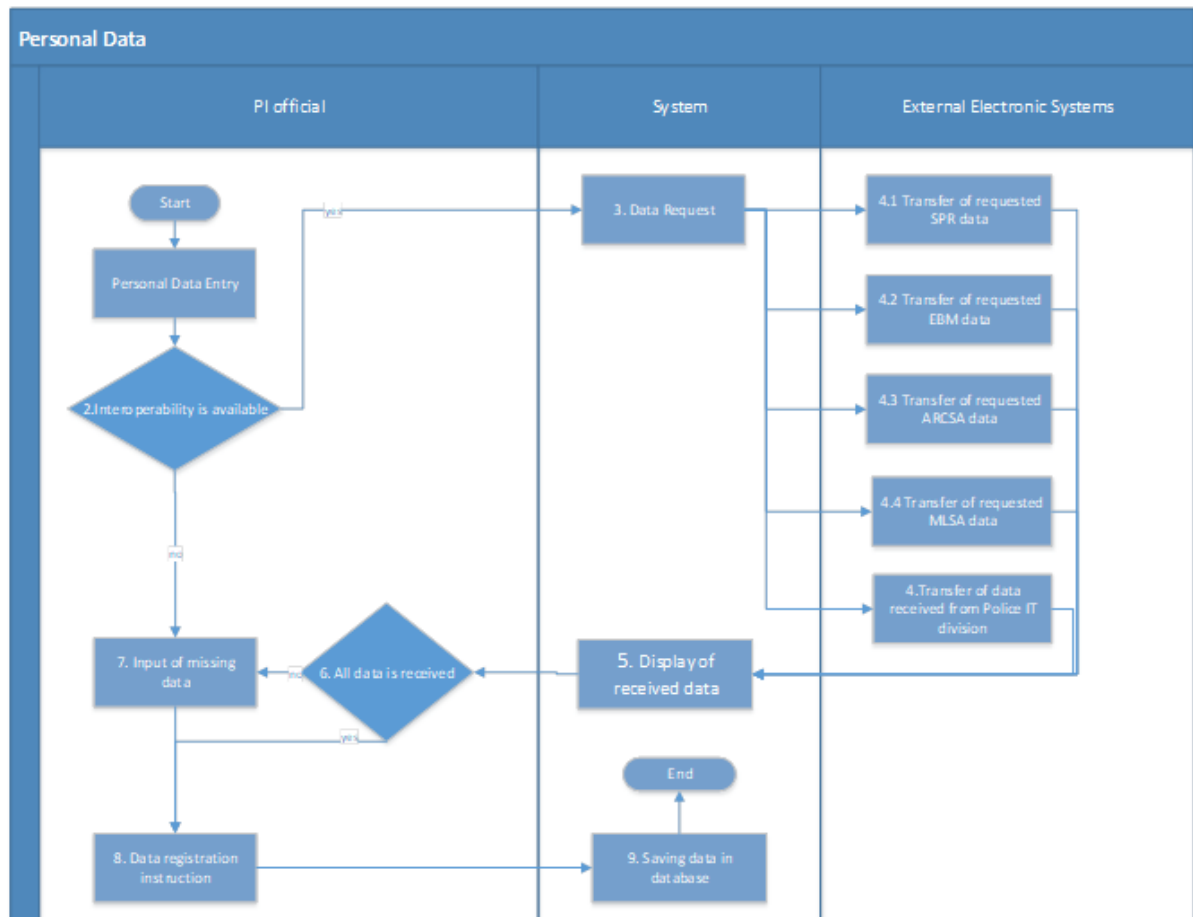 Personal Data
PI official
System
External Electronic Systems
Start
yes
3. Data Request
4.1 Transfer of requested
SPR data
Personal Data Entry
4.2 Transfer of requested
EBM data
2.Interoperability is available
4.3 Transfer of requested
ARCSA data
4.4 Transfer of requested
MLSA data
no
4.Transfer of data
received from Police IT
division
7. Input of missing
data
no
6. All data is received
5. Display of
received data
yes
End
8. Data registration
instruction
9. Saving data in
database